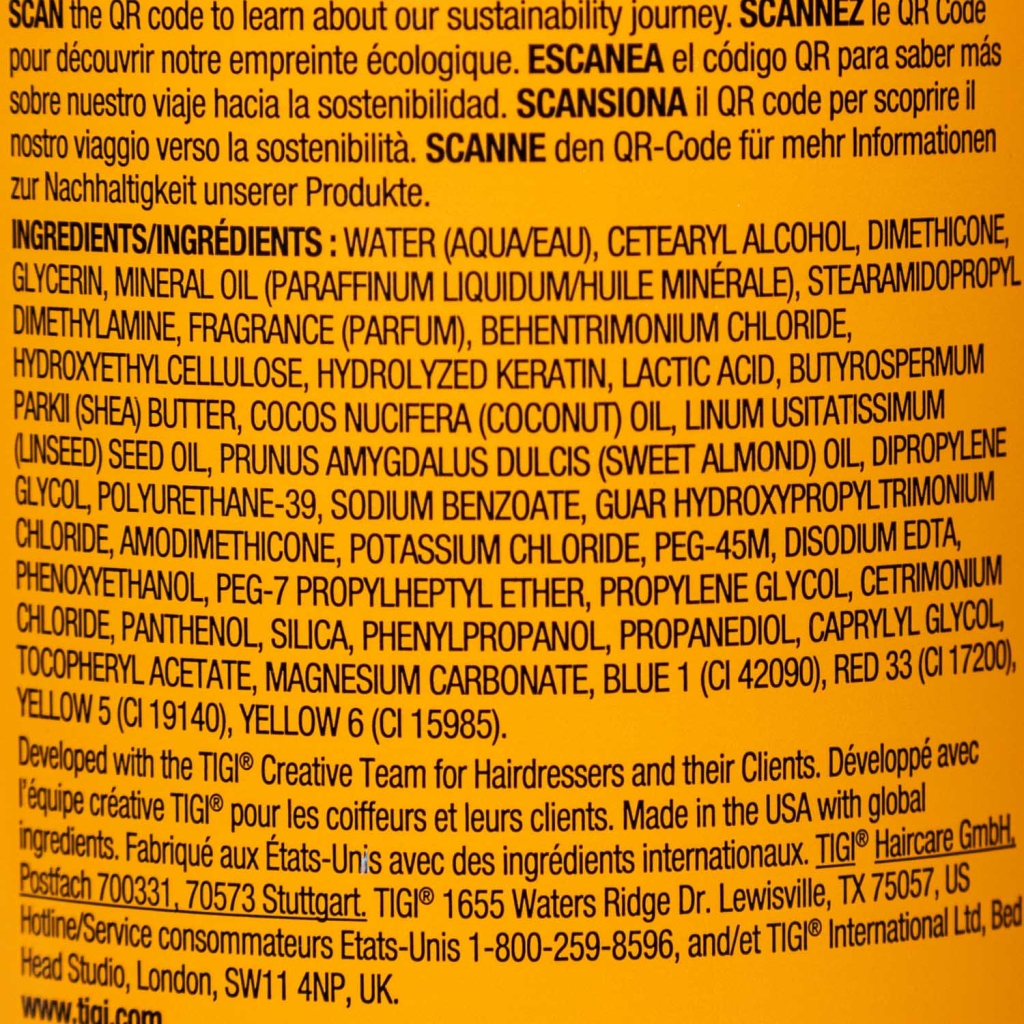 SCAN the QR code to learn about our sustainability journey. SCANNEZ le QR Code
pour découvrir notre empreinte écologique. ESCANEA el código QR para saber más
sobre nuestro viaje hacia la sostenibilidad. SCANSIONA il QR code per scoprire il
nostro viaggio verso la sostenibilità. SCANNE den QR-Code für mehr Informationen
zur Nachhaltigkeit unserer Produkte.
INGREDIENTS/INGRÉDIENTS : WATER (AQUA/EAU), CETEARYL ALCOHOL, DIMETHICONE,
GLYCERIN, MINERAL OIL (PARAFFINUM LIQUIDUM/HUILE MINÉRALE), STEARAMIDOPROPYL
DIMETHYLAMINE, FRAGRANCE (PARFUM), BEHENTRIMONIUM CHLORIDE,
HYDROXYETHYLCELLULOSE, HYDROLYZED KERATIN, LACTIC ACID, BUTYROSPERMUM
PARKII (SHEA) BUTTER, COCOS NUCIFERA (COCONUT) OIL, LINUM USITATISSIMUM
(LINSEED) SEED OIL, PRUNUS AMYGDALUS DULCIS (SWEET ALMOND) OIL, DIPROPYLENE
GLYCOL, POLYURETHANE-39, SODIUM BENZOATE, GUAR HYDROXYPROPYLTRIMONIUM
CHLORIDE, AMODIMETHICONE, POTASSIUM CHLORIDE, PEG-45M, DISODIUM EDTA,
PHENOXYETHANOL, PEG-7 PROPYLHEPTYL ETHER, PROPYLENE GLYCOL, CETRIMONIUM
CHLORIDE, PANTHENOL, SILICA, PHENYLPROPANOL, PROPANEDIOL, CAPRYLYL GLYCOL,
TOCOPHERYL ACETATE, MAGNESIUM CARBONATE, BLUE 1 (CI 42090), RED 33 (CI 17200),
YELLOW 5 (CI 19140), YELLOW 6 (CI 15985).
Developed with the TIGI® Creative Team for Hairdressers and their Clients. Développé avec
l'équipe créative TIGI® pour les coiffeurs et leurs clients. Made in the USA with global
ingredients. Fabriqué aux États-Unis avec des ingrédients internationaux. TIGI® Haircare GmbH,
Postfach 700331, 70573 Stuttgart. TIGI® 1655 Waters Ridge Dr. Lewisville, TX 75057, US
Hotline/Service consommateurs Etats-Unis 1-800-259-8596, and/et TIGI® International Ltd, Bed
Head Studio, London, SW11 4NP, UK.
www.tigi.com